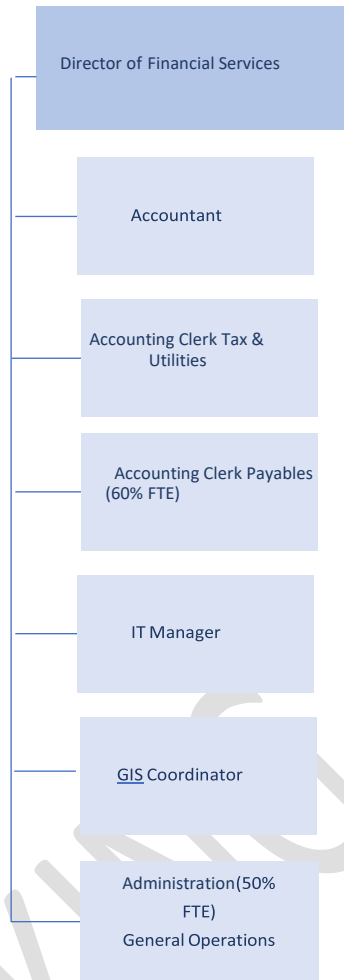 Director of Financial Services
Accountant
Accounting Clerk Tax &
Utilities
Accounting Clerk Payables
(60% FTE)
IT Manager
GIS Coordinator
Administration(50%
FTE)
General Operations